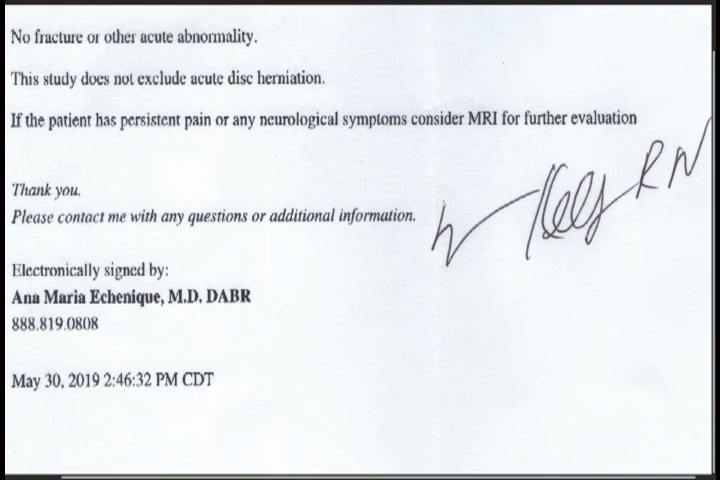 No fracture or other acute abnormality.
This study does not exclude acute disc herniation.
If the patient has persistent pain or any neurological symptoms consider MRI for further evaluation
RN
Thank you.
Please contact me with any questions or additional information.
Electronically signed by:
Ana Maria Echenique, M.D. DABR
888.819.0808
May 30, 2019 2:46:32 PM CDT